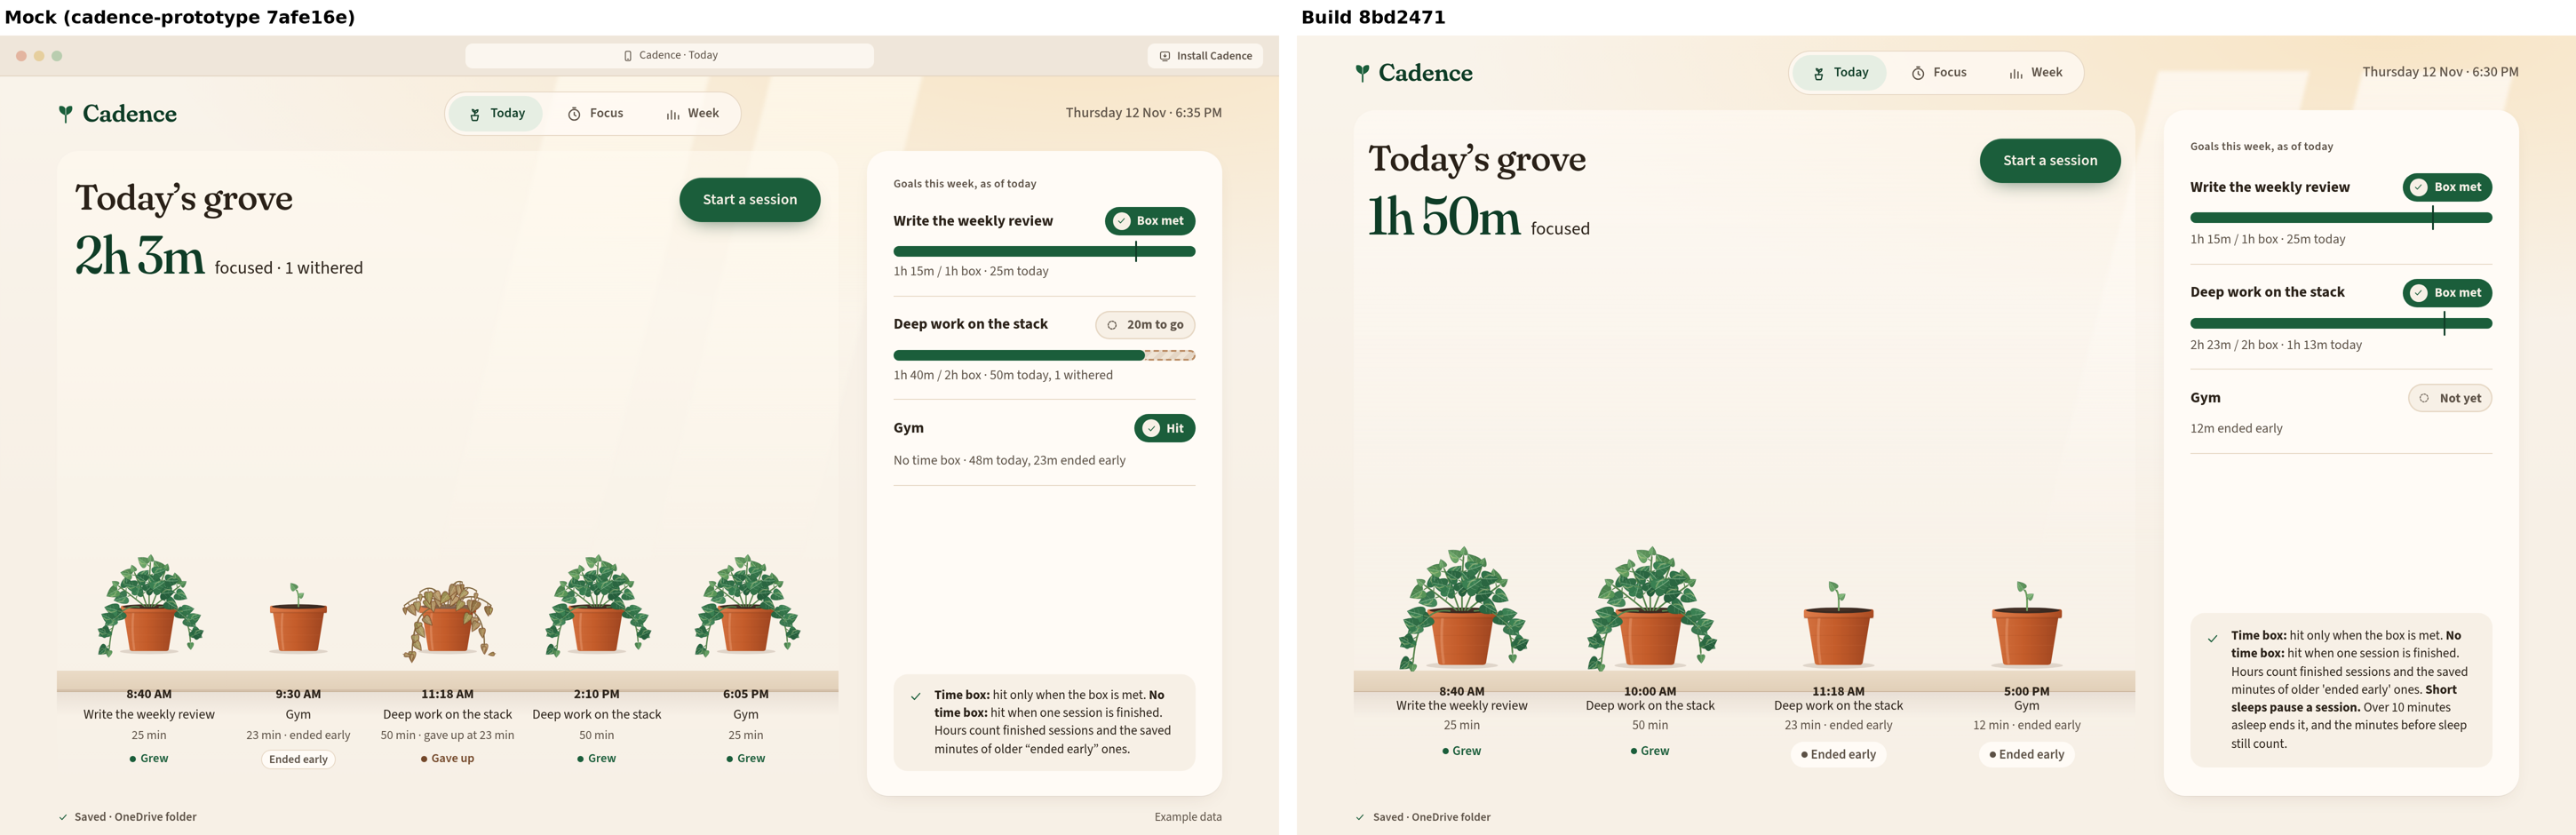 Mock (cadence-prototype 7afe16e)
Cadence · Today
Install Cadence
Cadence
Today
Focus
Week
Thursday 12 Nov · 6:35 PM
Today’s grove
Start a session
2h 3m focused · 1 withered
Goals this week, as of today
Write the weekly review
Box met
1h 15m / 1h box · 25m today
Deep work on the stack
20m to go
1h 40m / 2h box · 50m today, 1 withered
Gym
Hit
No time box · 48m today, 23m ended early
8:40 AM
Write the weekly review
25 min
Grew
9:30 AM
Gym
23 min · ended early
Ended early
11:18 AM
Deep work on the stack
50 min · gave up at 23 min
Gave up
2:10 PM
Deep work on the stack
50 min
Grew
6:05 PM
Gym
25 min
Grew
Time box: hit only when the box is met. No
time box: hit when one session is finished.
Hours count finished sessions and the saved
minutes of older “ended early” ones.
Saved · OneDrive folder
Example data
Build 8bd2471
Cadence
Today
Focus
Week
Thursday 12 Nov · 6:30 PM
Today’s grove
Start a session
1h 50m focused
Goals this week, as of today
Write the weekly review
Box met
1h 15m / 1h box · 25m today
Deep work on the stack
Box met
2h 23m / 2h box · 1h 13m today
Gym
Not yet
12m ended early
8:40 AM
Write the weekly review
25 min
Grew
10:00 AM
Deep work on the stack
50 min
Grew
11:18 AM
Deep work on the stack
23 min · ended early
Ended early
5:00 PM
Gym
12 min · ended early
Ended early
Time box: hit only when the box is met. No
time box: hit when one session is finished.
Hours count finished sessions and the saved
minutes of older 'ended early' ones. Short
sleeps pause a session. Over 10 minutes
asleep ends it, and the minutes before sleep
still count.
Saved · OneDrive folder